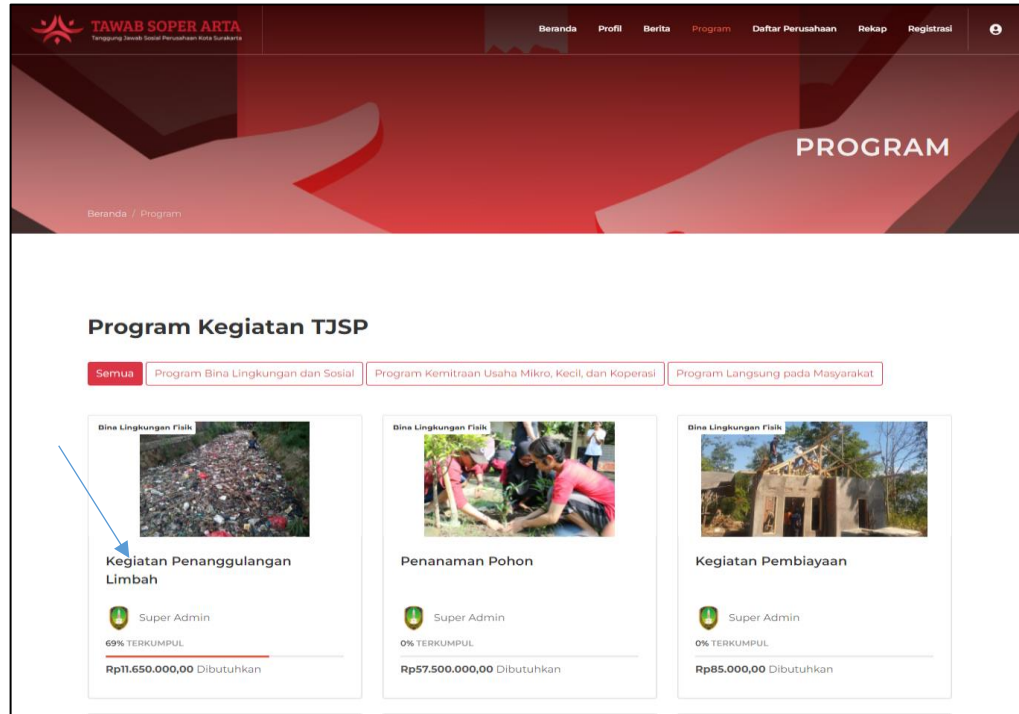 TAWAB SOPER ARTA
Tanggung Jawab Sosial Perusahaan Kota Surakarta
Beranda Profil Berita Program Daftar Perusahaan Rekap Registrasi
PROGRAM
Beranda / Program
Program Kegiatan TJSP
Semua Program Bina Lingkungan dan Sosial Program Kemitraan Usaha Mikro, Kecil, dan Koperasi Program Langsung pada Masyarakat
Bina Lingkungan Fisik
Kegiatan Penanggulangan
Limbah
Super Admin
69% TERKUMPUL
Rp11.650.000,00 Dibutuhkan
Bina Lingkungan Fisik
Penanaman Pohon
Super Admin
0% TERKUMPUL
Rp57.500.000,00 Dibutuhkan
Bina Lingkungan Fisik
Kegiatan Pembiayaan
Super Admin
0% TERKUMPUL
Rp85.000,00 Dibutuhkan